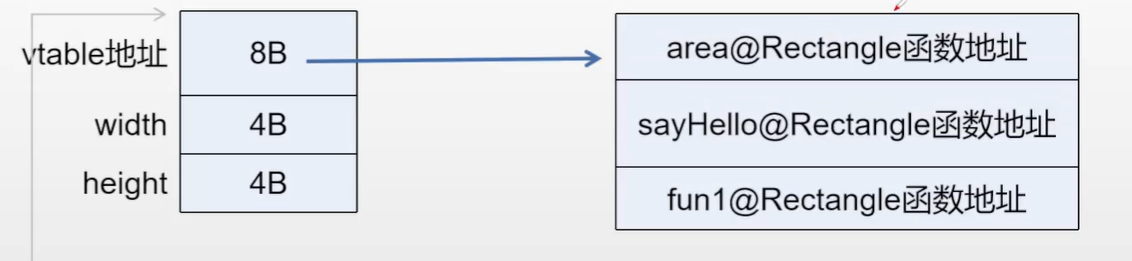 vtable地址 8B area@Rectangle函数地址
width 4B sayHello@Rectangle函数地址
height 4B fun1@Rectangle函数地址